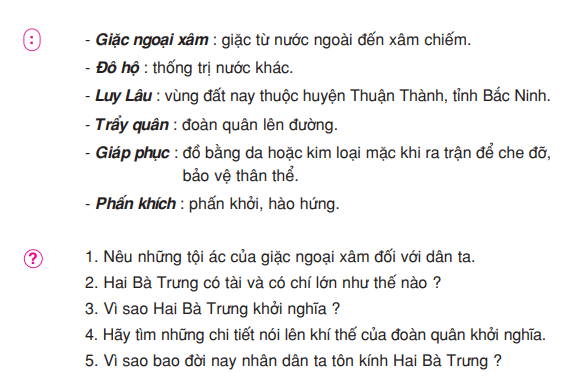 :
- Giặc ngoại xâm : giặc từ nước ngoài đến xâm chiếm.
- Đô hộ : thống trị nước khác.
- Luy Lâu : vùng đất nay thuộc huyện Thuận Thành, tỉnh Bắc Ninh.
- Trẩy quân : đoàn quân lên đường.
- Giáp phục : đồ bằng da hoặc kim loại mặc khi ra trận để che đỡ,
bảo vệ thân thể.
- Phấn khích : phấn khởi, hào hứng.
?
1. Nêu những tội ác của giặc ngoại xâm đối với dân ta.
2. Hai Bà Trưng có tài và có chí lớn như thế nào ?
3. Vì sao Hai Bà Trưng khởi nghĩa ?
4. Hãy tìm những chi tiết nói lên khí thế của đoàn quân khởi nghĩa.
5. Vì sao bao đời nay nhân dân ta tôn kính Hai Bà Trưng ?